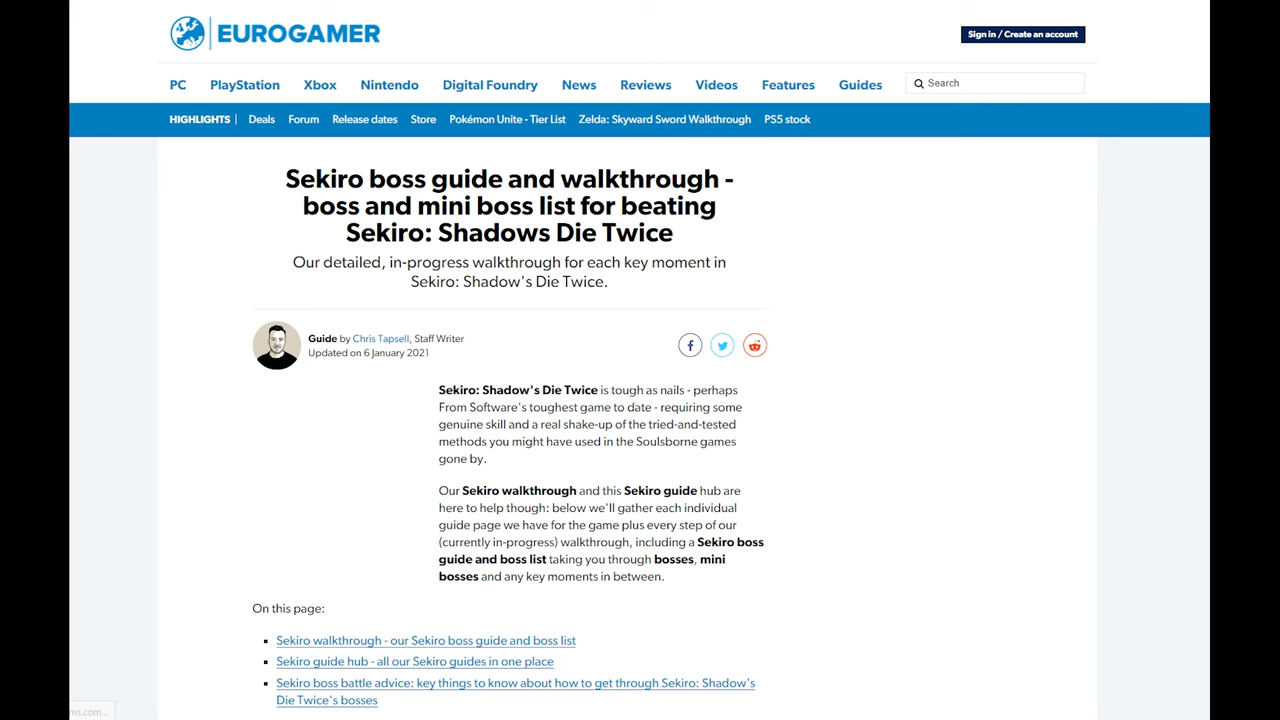 EUROGAMER
Sign in / Create an account
PC PlayStation Xbox Nintendo Digital Foundry News Reviews Videos Features Guides Search
HIGHLIGHTS | Deals Forum Release dates Store Pokémon Unite - Tier List Zelda: Skyward Sword Walkthrough PS5 stock
Sekiro boss guide and walkthrough -
boss and mini boss list for beating
Sekiro: Shadows Die Twice
Our detailed, in-progress walkthrough for each key moment in
Sekiro: Shadow's Die Twice.
Guide by Chris Tapsell, Staff Writer
Updated on 6 January 2021
Sekiro: Shadow's Die Twice is tough as nails - perhaps
From Software's toughest game to date - requiring some
genuine skill and a real shake-up of the tried-and-tested
methods you might have used in the Soulsborne games
gone by.
Our Sekiro walkthrough and this Sekiro guide hub are
here to help though: below we'll gather each individual
guide page we have for the game plus every step of our
(currently in-progress) walkthrough, including a Sekiro boss
guide and boss list taking you through bosses, mini
bosses and any key moments in between.
On this page:
Sekiro walkthrough - our Sekiro boss guide and boss list
Sekiro guide hub - all our Sekiro guides in one place
Sekiro boss battle advice: key things to know about how to get through Sekiro: Shadow's
Die Twice's bosses
ms.com...